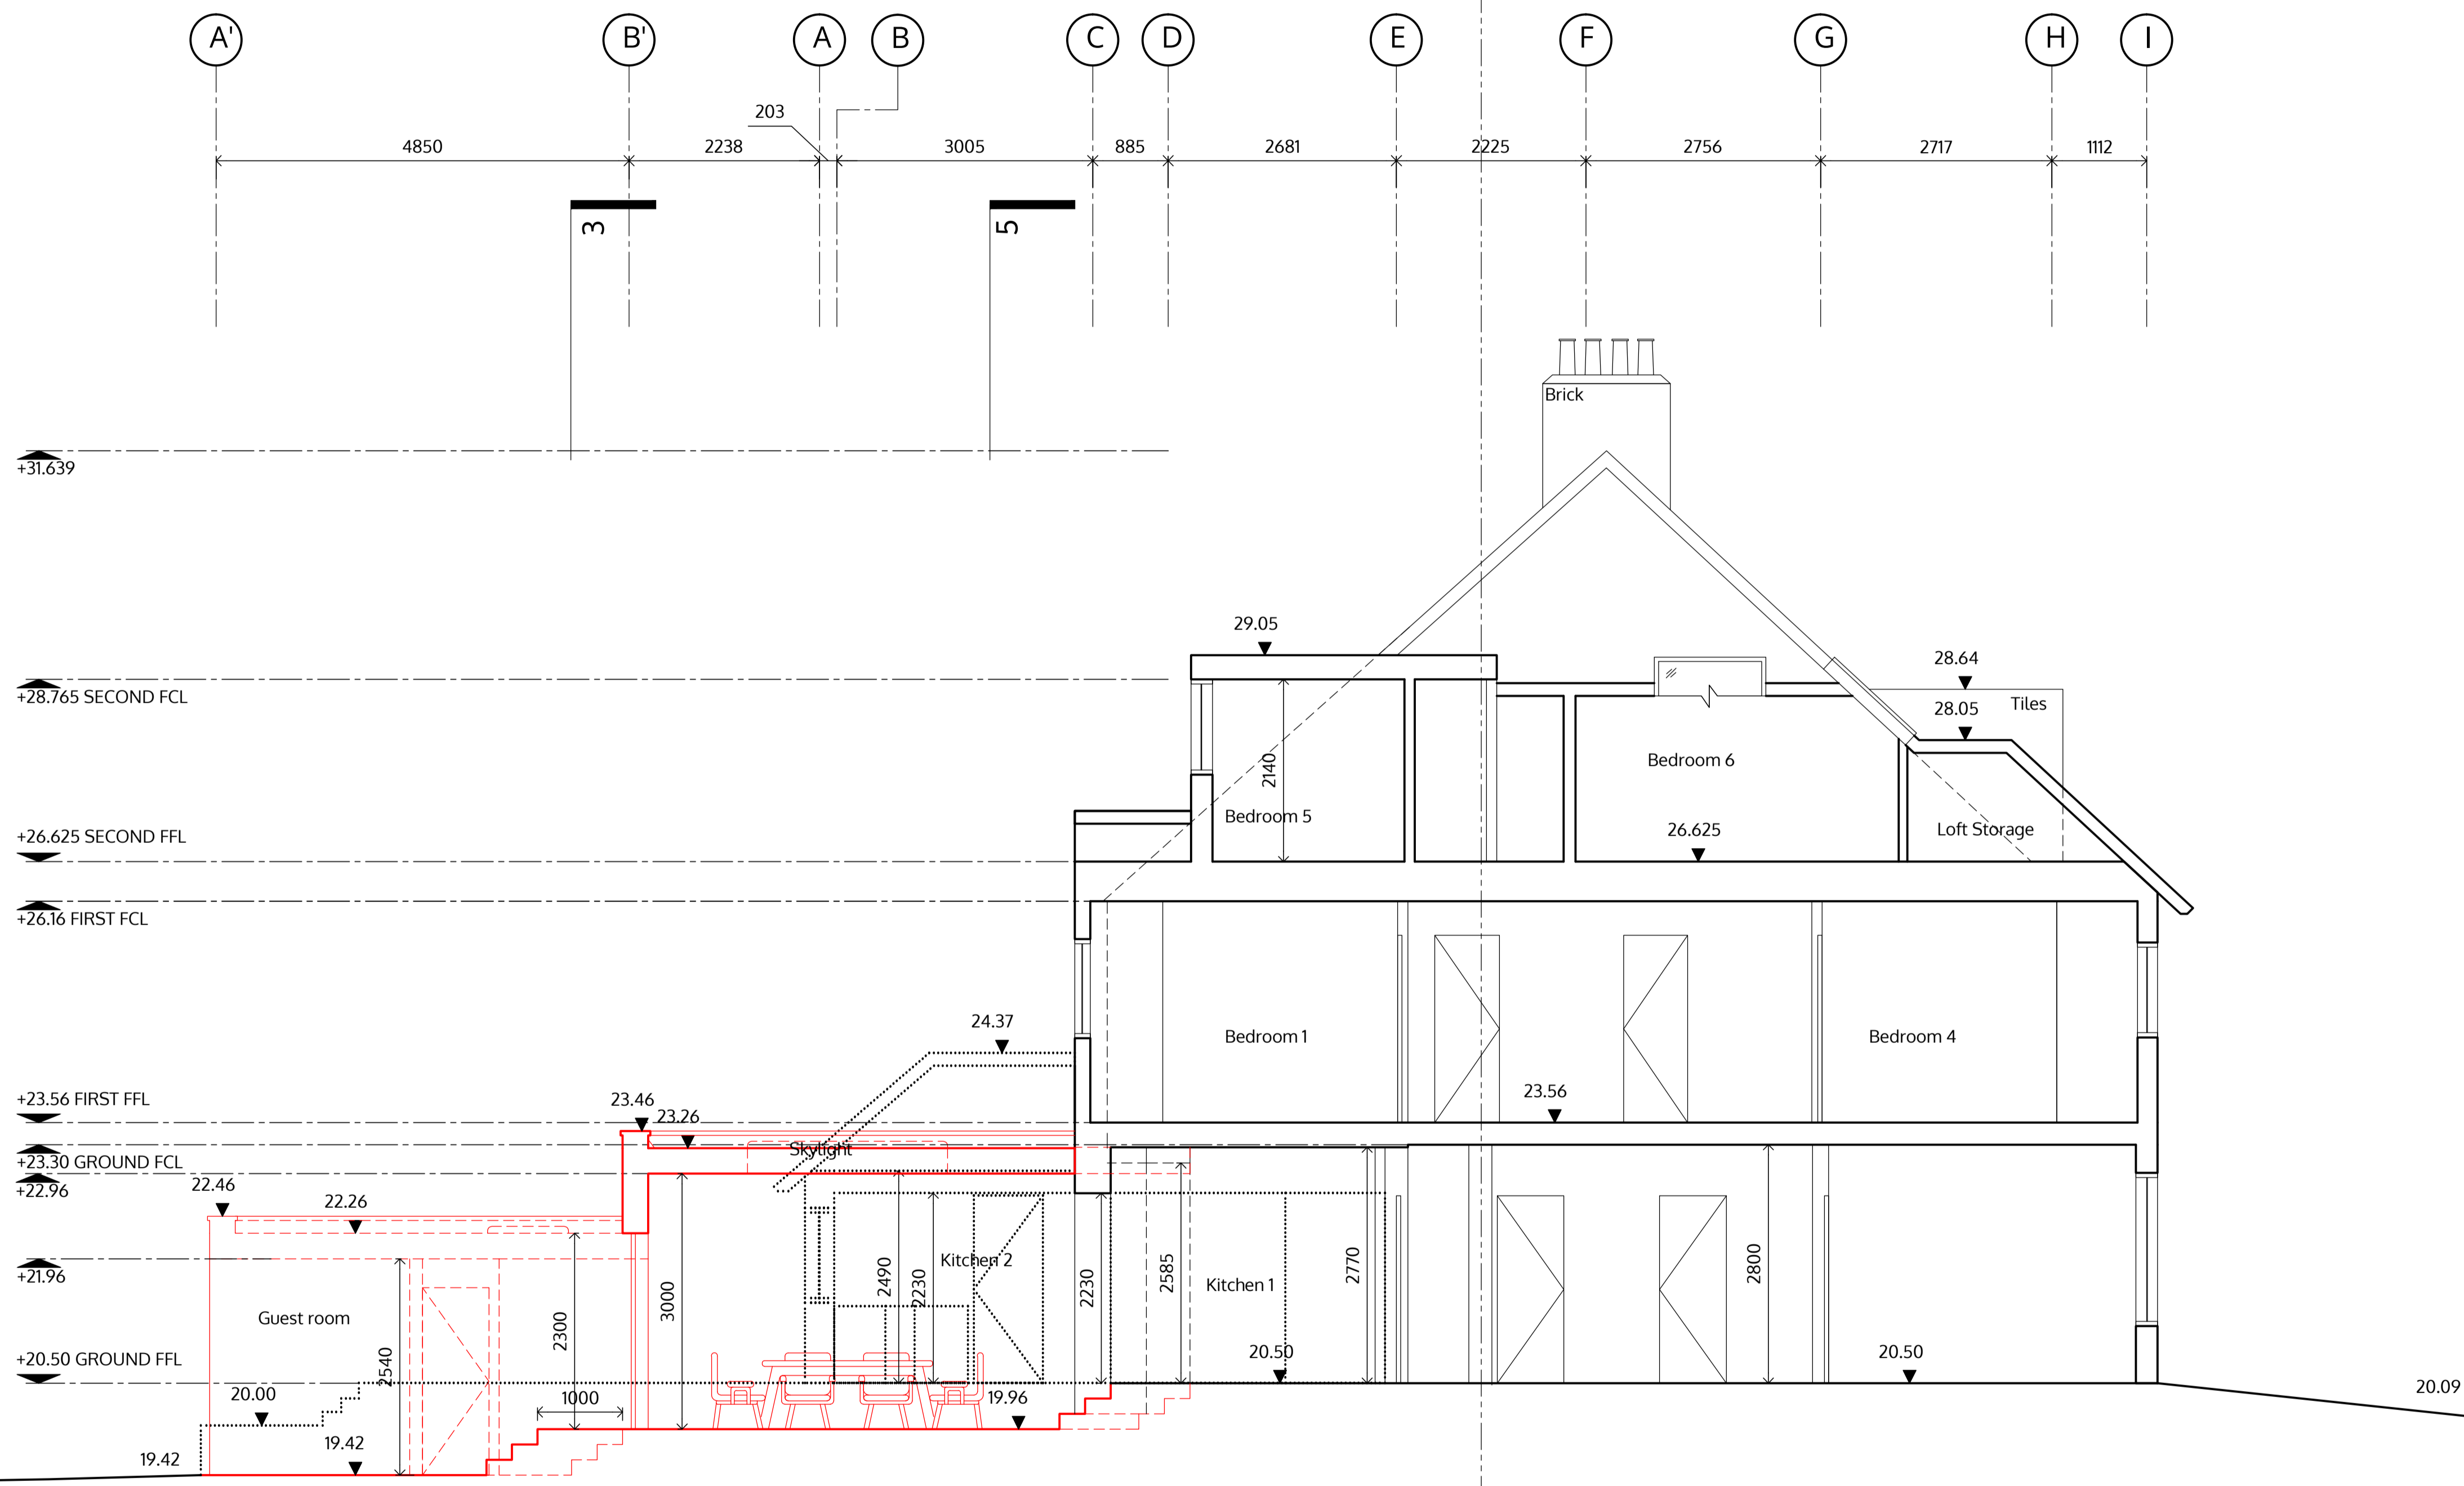 A' B' A B C D E F G H I
203
4850 2238 3005 885 2681 2225 2756 2717 1112
3 5
Brick
+31.639
29.05
28.64
+28.765 SECOND FCL
Tiles
28.05
Bedroom 6
2140
Bedroom 5
26.625
Loft Storage
+26.625 SECOND FFL
+26.16 FIRST FCL
24.37
Bedroom 1
Bedroom 4
+23.56 FIRST FFL
23.46
23.26
23.56
Skylight
+23.30 GROUND FCL
22.46
+22.96
22.26
+21.96
Kitchen 2
Kitchen 1
Guest room
2540
2300
3000
2490
2230
2230
2585
2770
2800
+20.50 GROUND FFL
20.50
20.50
20.00
1000
19.96
20.09
19.42
19.42